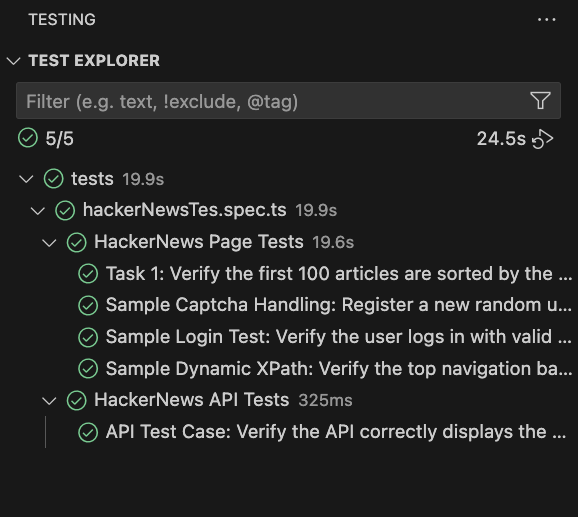 TESTING
TEST EXPLORER
Filter (e.g. text, !exclude, @tag)
5/5 24.5s
tests 19.9s
hackerNewsTes.spec.ts 19.9s
HackerNews Page Tests 19.6s
Task 1: Verify the first 100 articles are sorted by the ...
Sample Captcha Handling: Register a new random u...
Sample Login Test: Verify the user logs in with valid ...
Sample Dynamic XPath: Verify the top navigation ba...
HackerNews API Tests 325ms
API Test Case: Verify the API correctly displays the ...